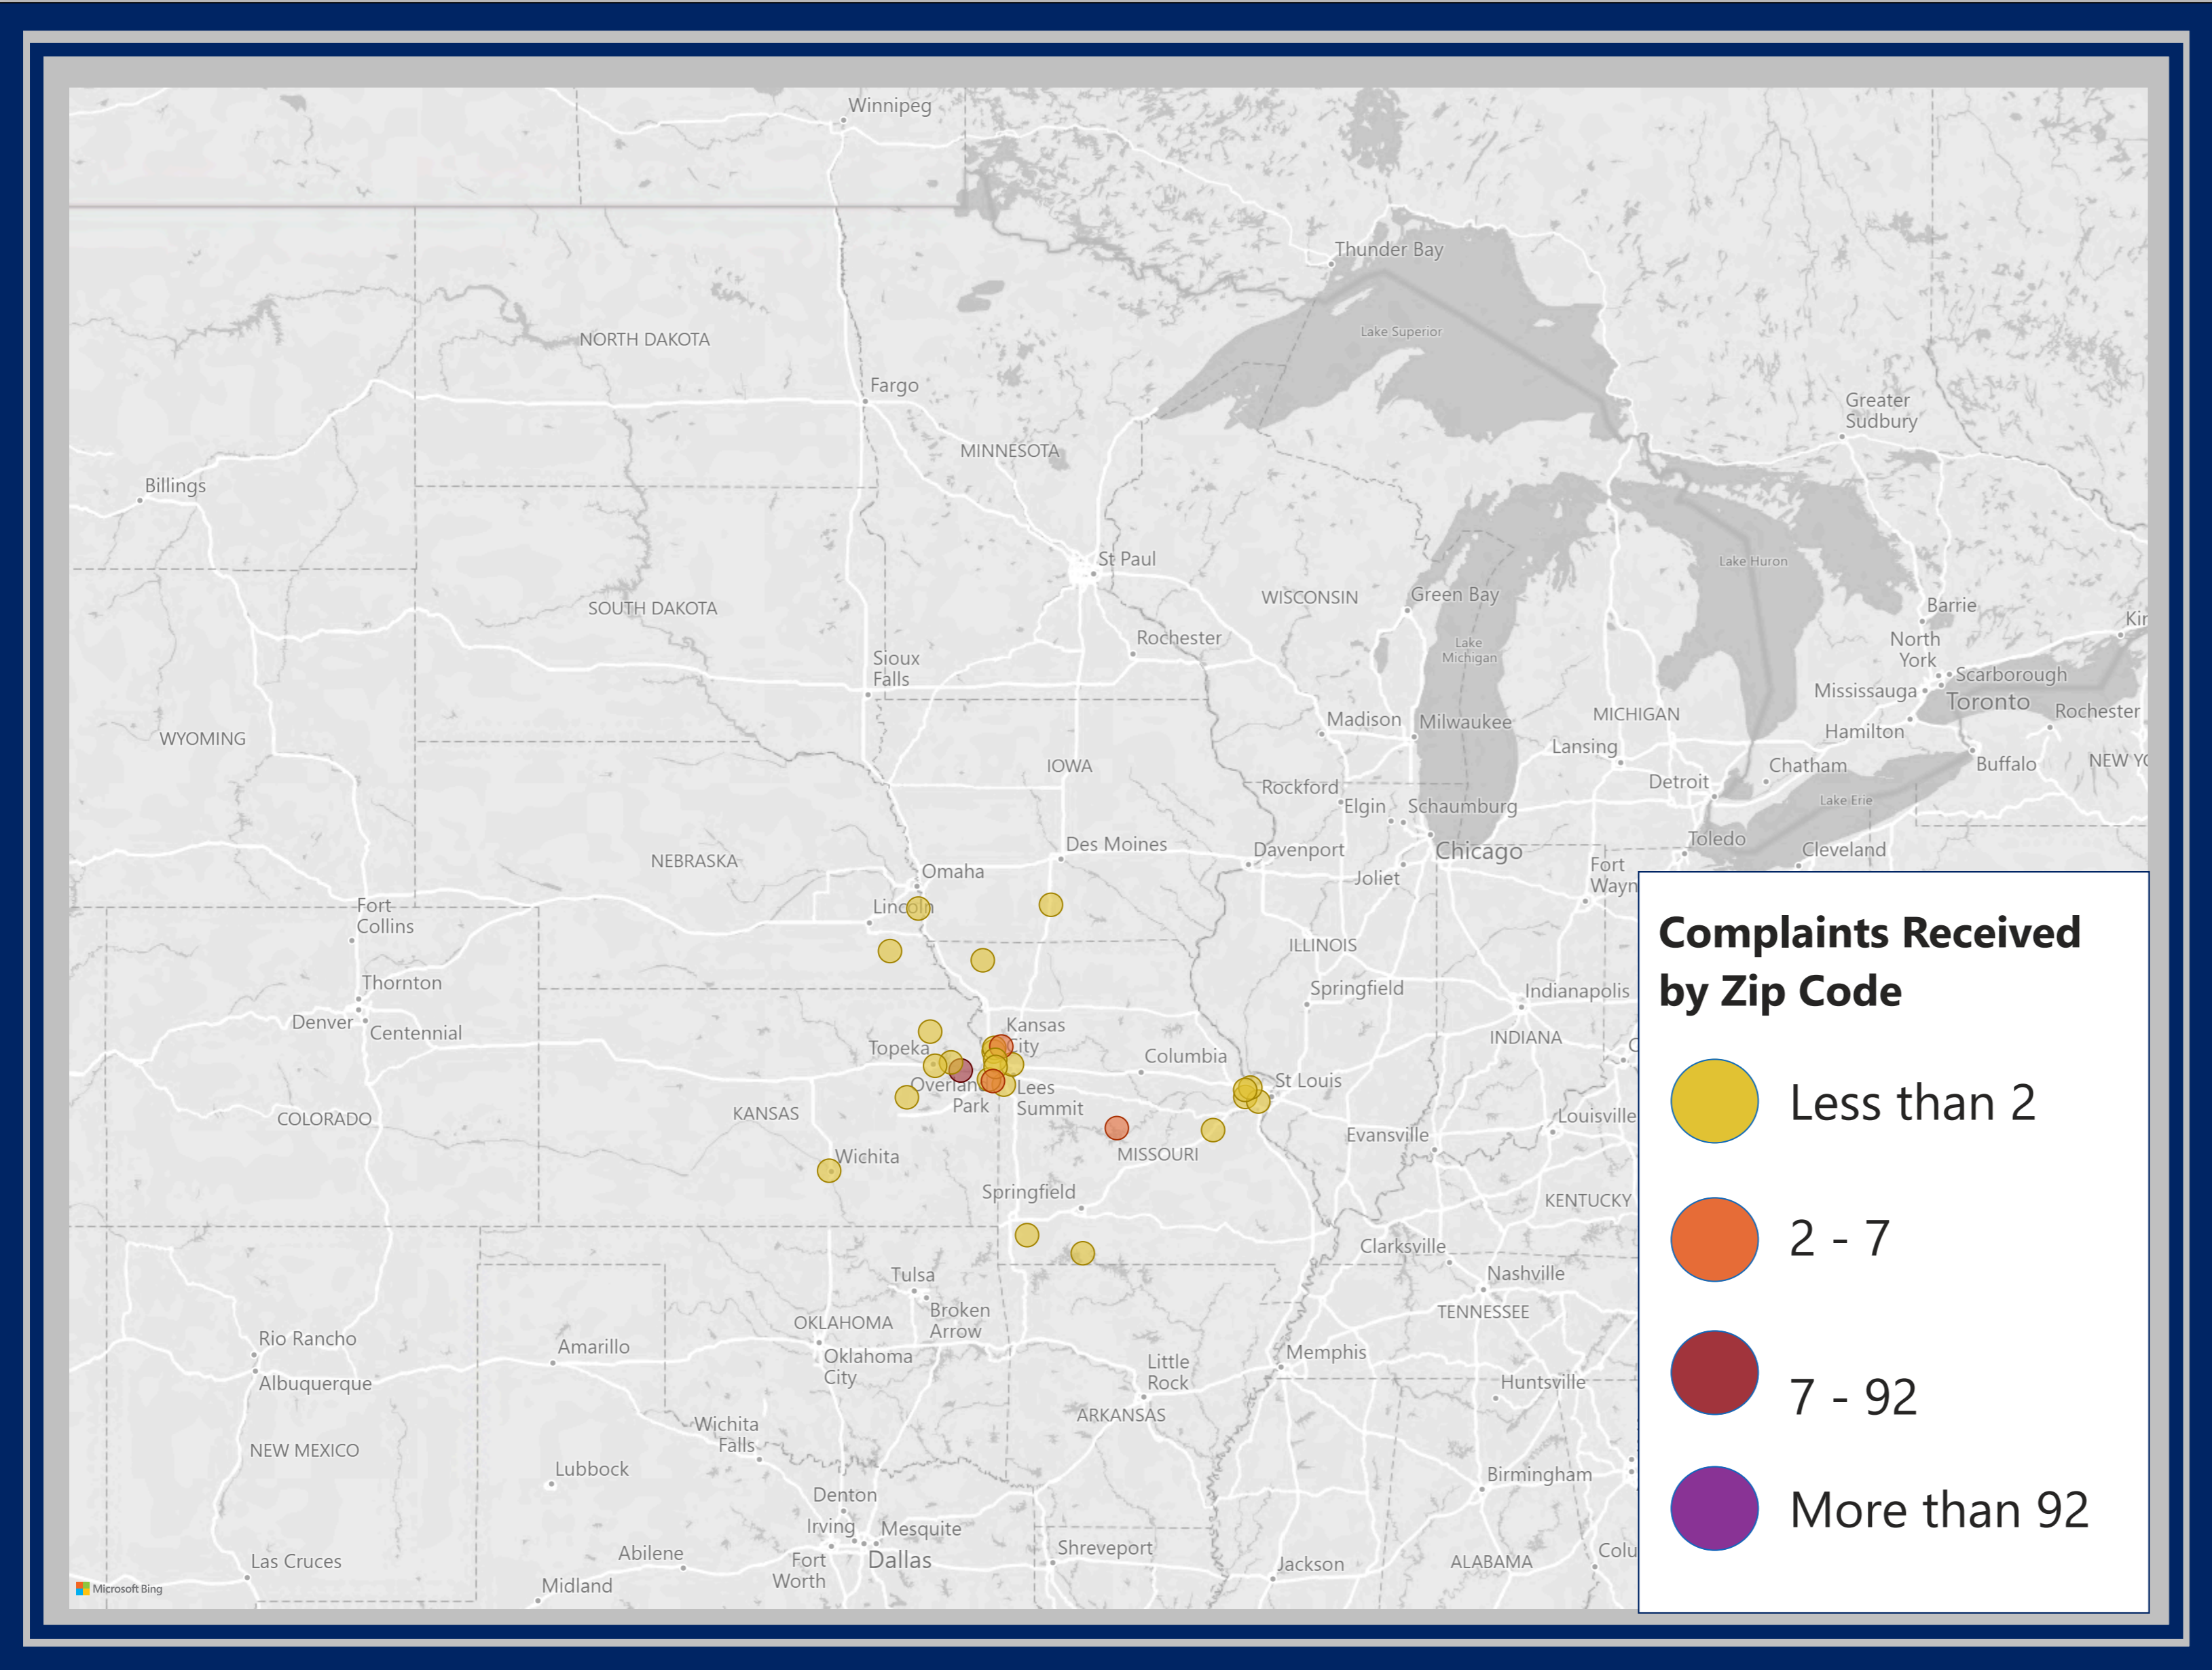 Winnipeg
Thunder Bay
Lake Superior
NORTH DAKOTA
Fargo
Greater
Sudbury
MINNESOTA
Billings
St Paul
Lake Huron
WISCONSIN
Green Bay
SOUTH DAKOTA
Barrie
Kin
Rochester
Lake
Michigan
North
York
Sioux
Falls
Scarborough
Mississauga
Toronto
Rochester
Madison
Milwaukee
MICHIGAN
Hamilton
WYOMING
Lansing
IOWA
Chatham
Buffalo
NEW YO
Detroit
Rockford
Elgin
Schaumburg
Lake Erie
Des Moines
Davenport
Chicago
Toledo
Cleveland
NEBRASKA
Omaha
Joliet
Fort
Wayn
Fort
Collins
Lincoln
ILLINOIS
Thornton
Springfield
Indianapolis
Denver
Centennial
Kansas
City
INDIANA
Topeka
Columbia
C
Overland
Park
Lees
Summit
St Louis
COLORADO
KANSAS
Louisville
Evansville
Wichita
MISSOURI
Springfield
KENTUCKY
Clarksville
Nashville
Tulsa
Broken
Arrow
OKLAHOMA
TENNESSEE
Rio Rancho
Amarillo
Oklahoma
City
Little
Rock
Memphis
Albuquerque
Huntsville
ARKANSAS
Wichita
Falls
NEW MEXICO
Lubbock
Birmingham
Denton
Irving
Mesquite
Abilene
Fort
Worth
Dallas
Shreveport
Jackson
ALABAMA
Colu
Las Cruces
Midland
Microsoft Bing
Complaints Received
by Zip Code
Less than 2
2 - 7
7 - 92
More than 92